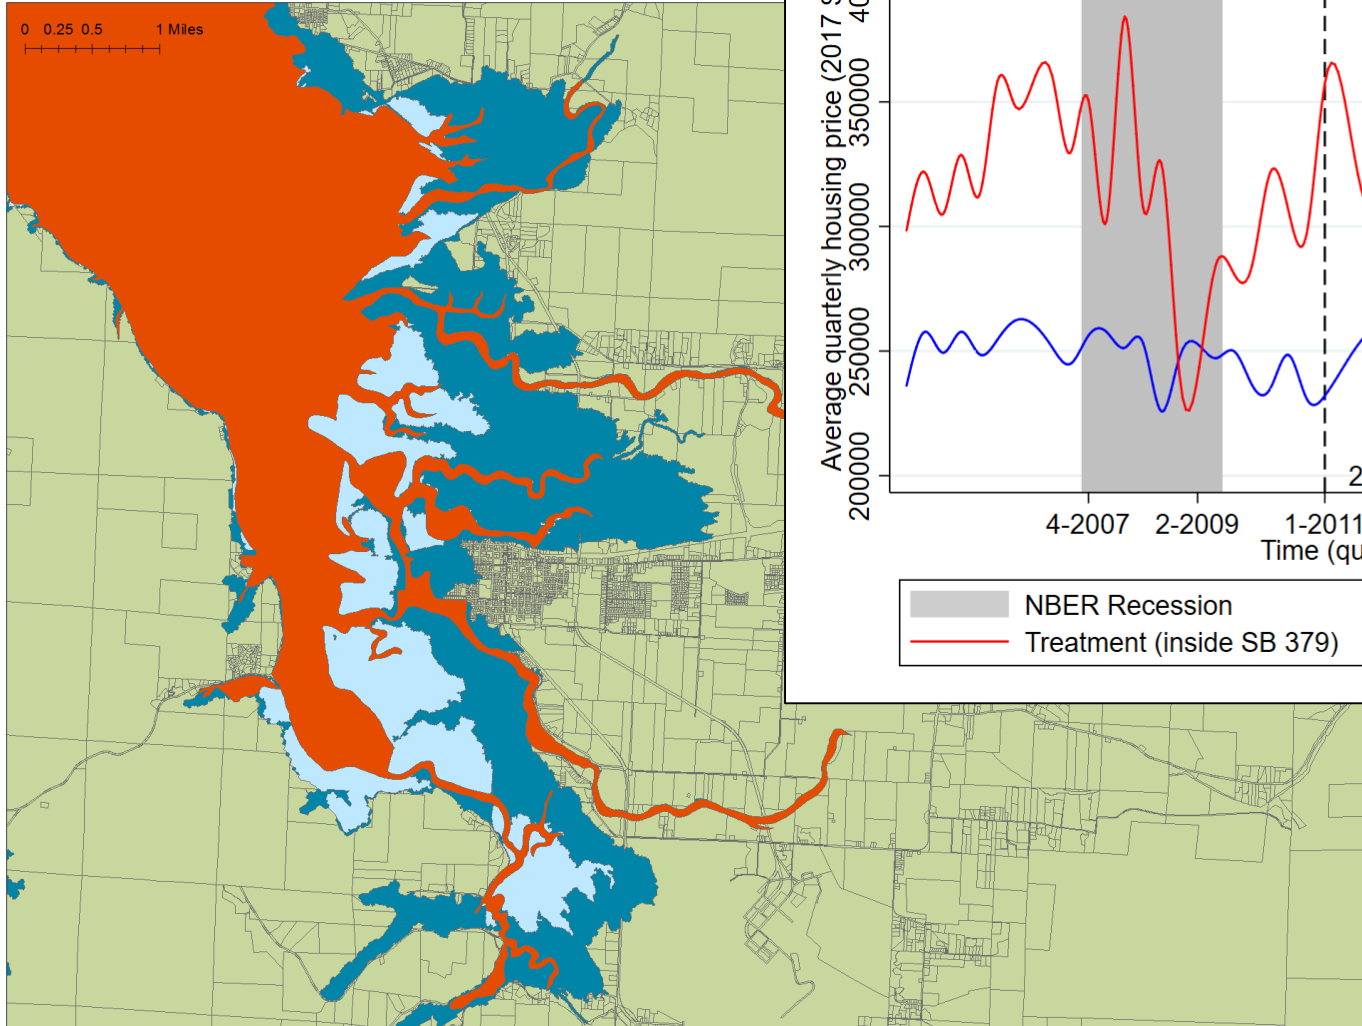 0 0.25 0.5 1 Miles
Average quarterly housing price (2017
350000
300000
250000
200000
2
4-2007 2-2009 1-2011
Time
NBER Recession
Treatment (inside SB 379)